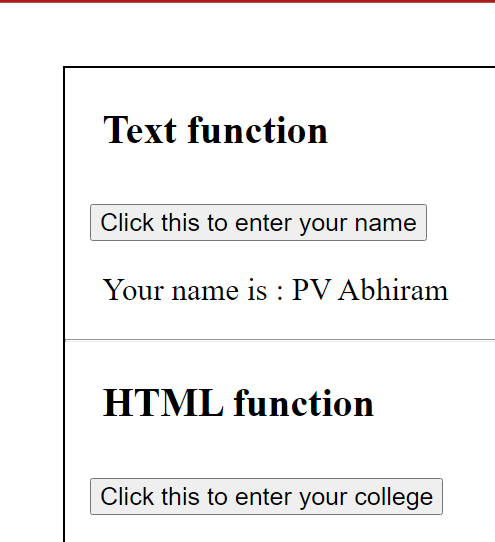 Text function
Click this to enter your name
Your name is : PV Abhiram
HTML function
Click this to enter your college